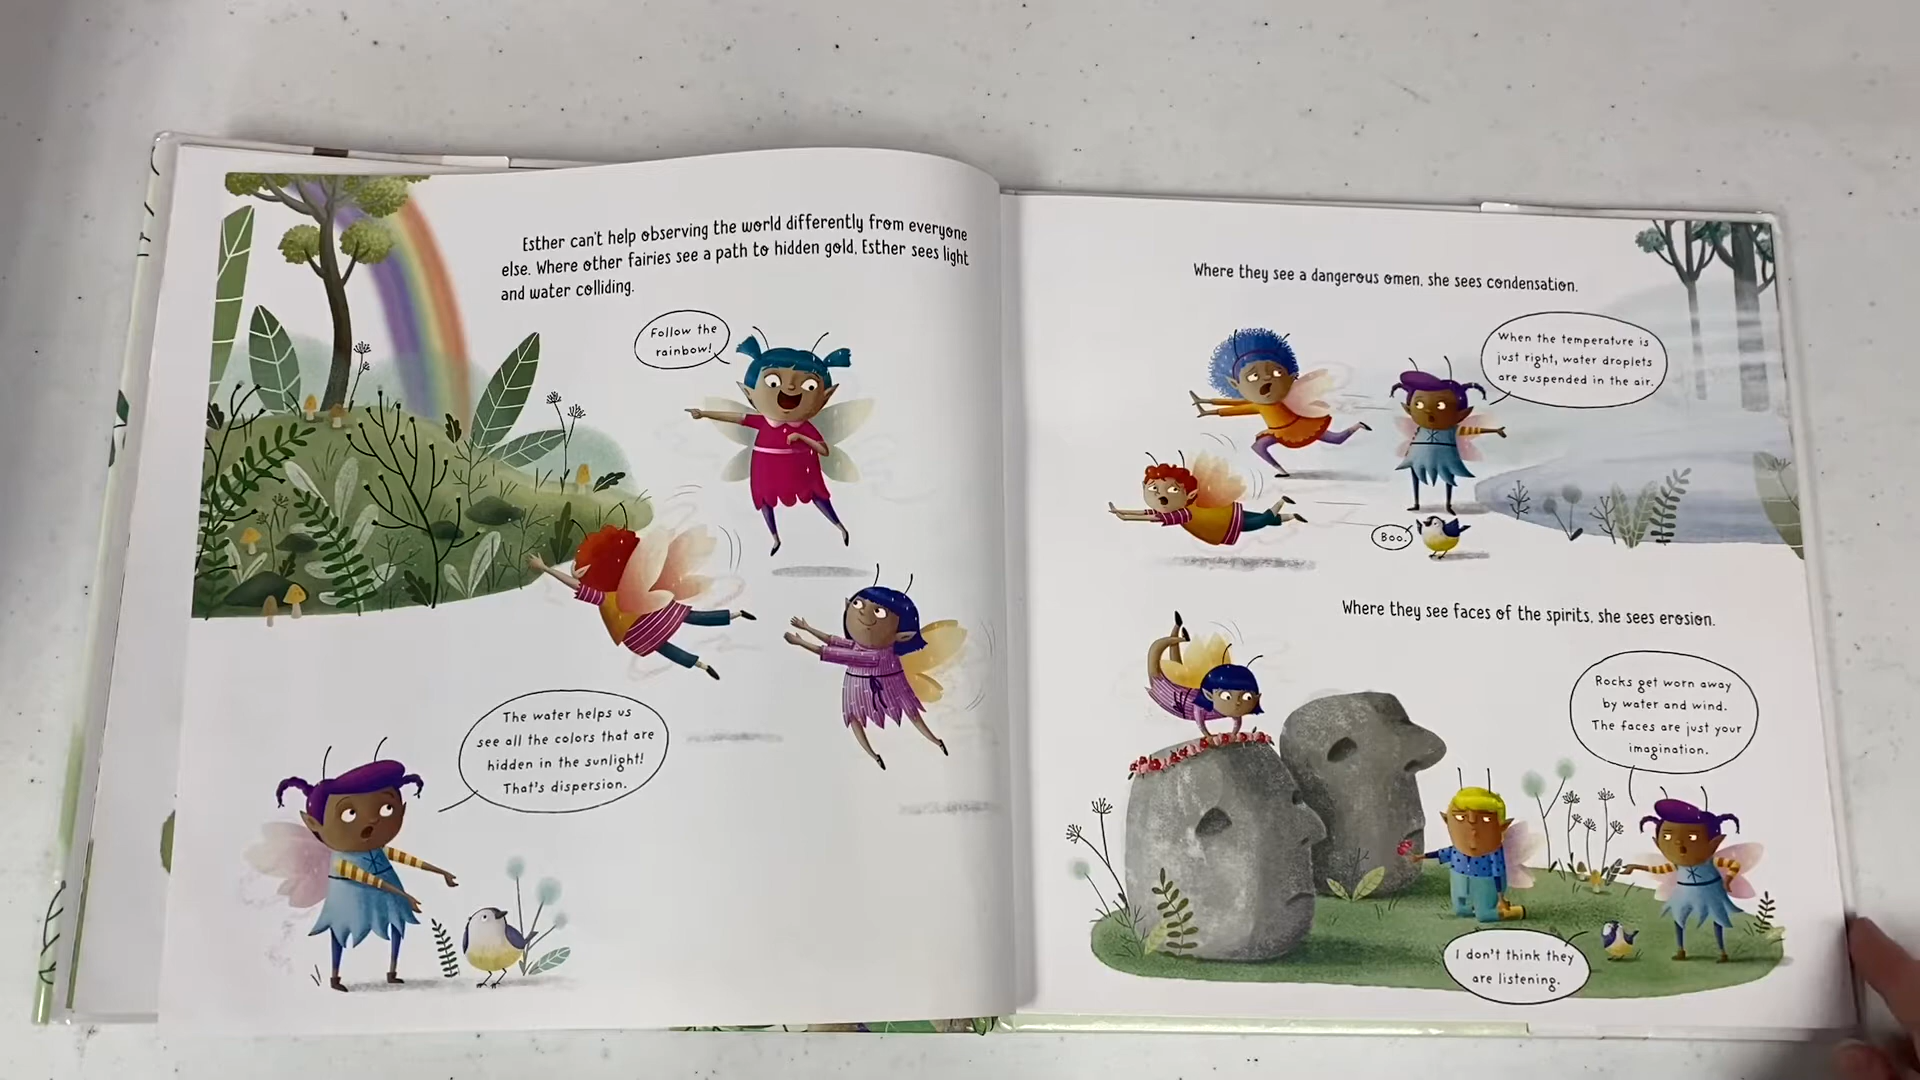 Esther can't help observing the world differently from everyone
else. Where other fairies see a path to hidden gold, Esther sees light
and water colliding.
Follow the
rainbow!
The water helps us
see all the colors that are
hidden in the sunlight!
That's dispersion.
Where they see a dangerous omen, she sees condensation.
When the temperature is
just right, water droplets
are suspended in the air.
Boo.
Where they see faces of the spirits, she sees erosion.
Rocks get worn away
by water and wind.
The faces are just your
imagination.
I don't think they
are listening.